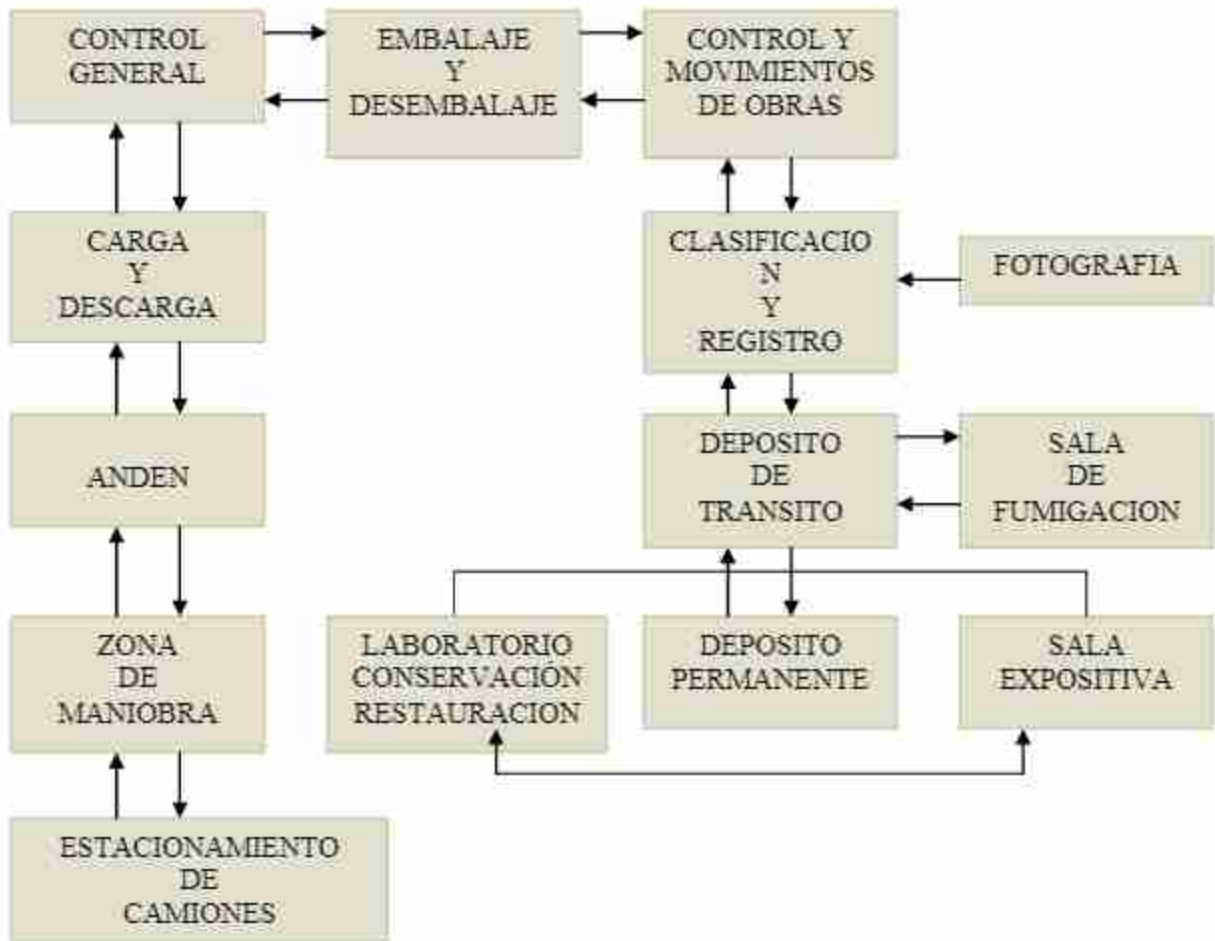 CONTROL
GENERAL
EMBALAJE
Y
DESEMBALAJE
CONTROL Y
MOVIMIENTOS
DE OBRAS
CARGA
Y
DESCARGA
CLASIFICACIO
N
Y
REGISTRO
FOTOGRAFIA
ANDEN
DEPOSITO
DE
TRANSITO
SALA
DE
FUMIGACION
ZONA
DE
MANIOBRA
LABORATORIO
CONSERVACIÓN
RESTAURACION
DEPOSITO
PERMANENTE
SALA
EXPOSITIVA
ESTACIONAMIENTO
DE
CAMIONES